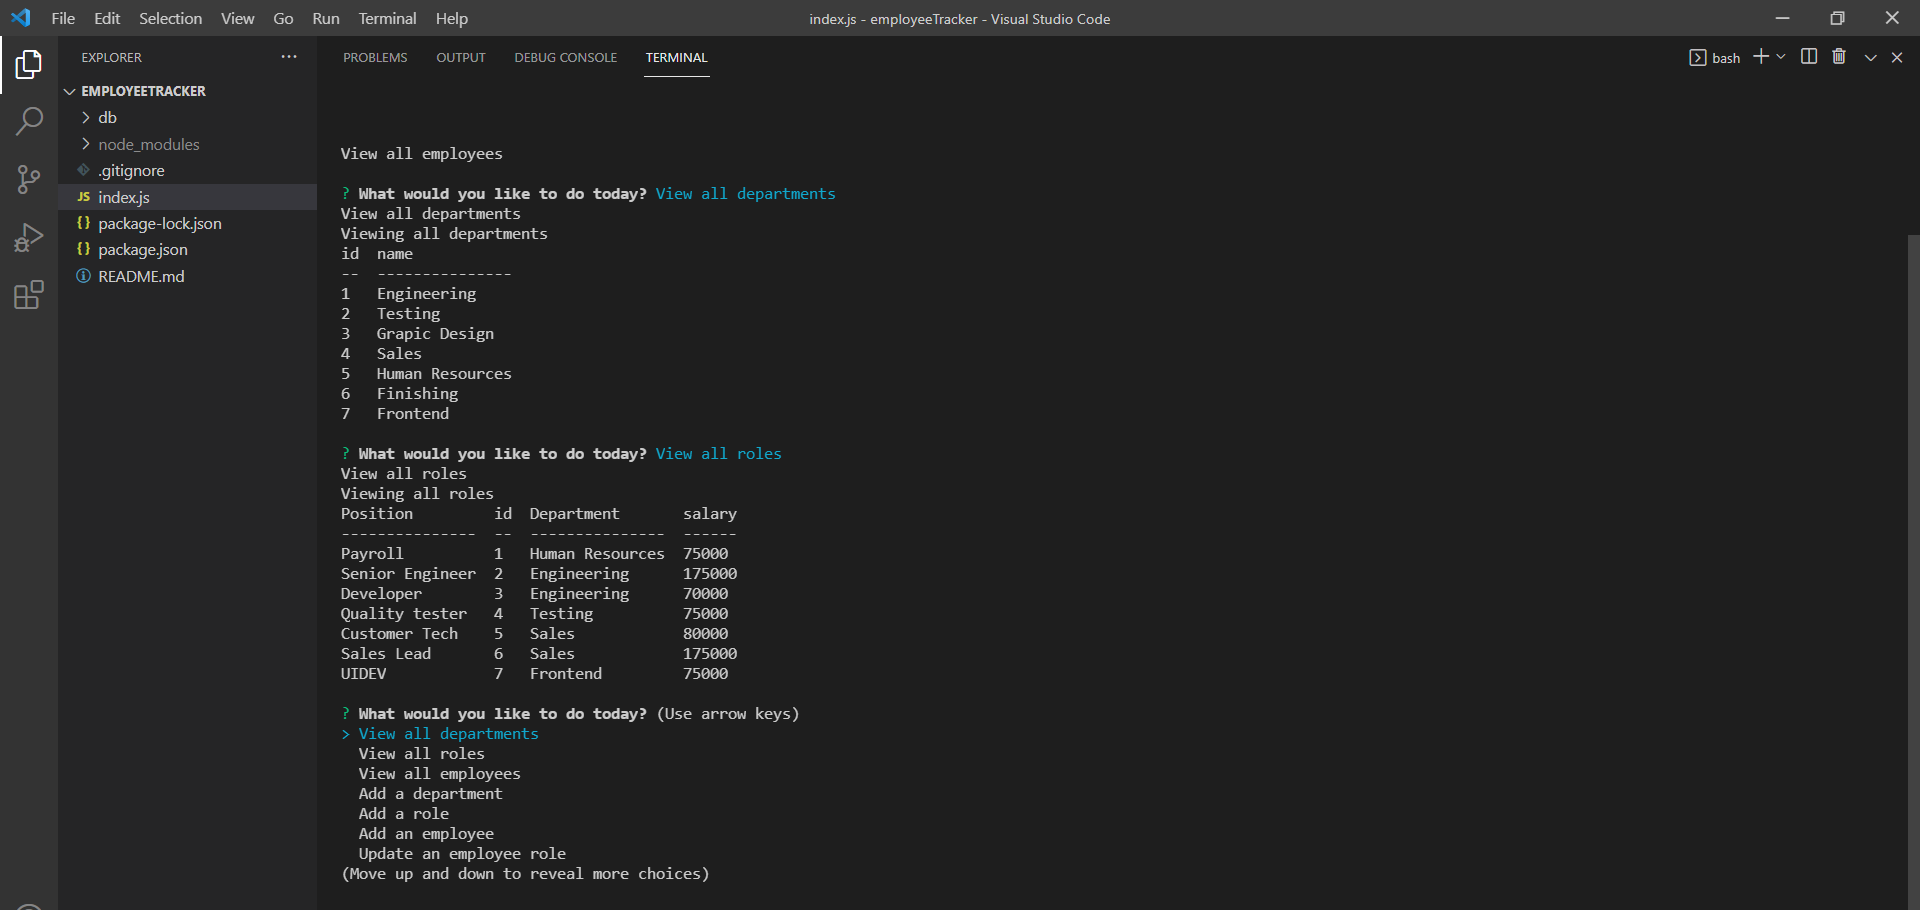 File Edit Selection View Go Run Terminal Help
index.js - employeeTracker - Visual Studio Code
EXPLORER
EMPLOYEETRACKER
db
node_modules
.gitignore
JS index.js
{} package-lock.json
{} package.json
README.md
PROBLEMS OUTPUT DEBUG CONSOLE TERMINAL
bash
View all employees
? What would you like to do today? View all departments
View all departments
Viewing all departments
id name
-- ---------------
1 Engineering
2 Testing
3 Grapic Design
4 Sales
5 Human Resources
6 Finishing
7 Frontend
? What would you like to do today? View all roles
View all roles
Viewing all roles
Position id Department salary
--------------- -- --------------- ------
Payroll 1 Human Resources 75000
Senior Engineer 2 Engineering 175000
Developer 3 Engineering 70000
Quality tester 4 Testing 75000
Customer Tech 5 Sales 80000
Sales Lead 6 Sales 175000
UIDEV 7 Frontend 75000
? What would you like to do today? (Use arrow keys)
> View all departments
View all roles
View all employees
Add a department
Add a role
Add an employee
Update an employee role
(Move up and down to reveal more choices)